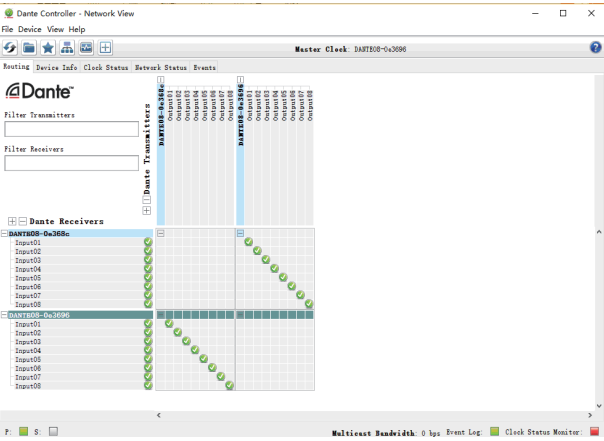 Dante Controller - Network View
File Device View Help
Master Clock: DANTE08-0e3696
?
Routing Device Info Clock Status Network Status Events
Dante™
Filter Transmitters
Filter Receivers
Dante Transmitters
DANTE08-0e368c
Output01
Output02
Output03
Output04
Output05
Output06
Output07
Output08
DANTE08-0e3696
Output01
Output02
Output03
Output04
Output05
Output06
Output07
Output08
Dante Receivers
DANTE08-0e368c
Input01
Input02
Input03
Input04
Input05
Input06
Input07
Input08
DANTE08-0e3696
Input01
Input02
Input03
Input04
Input05
Input06
Input07
Input08
P: S: Multicast Bandwidth: 0 bps Event Log: Clock Status Monitor: